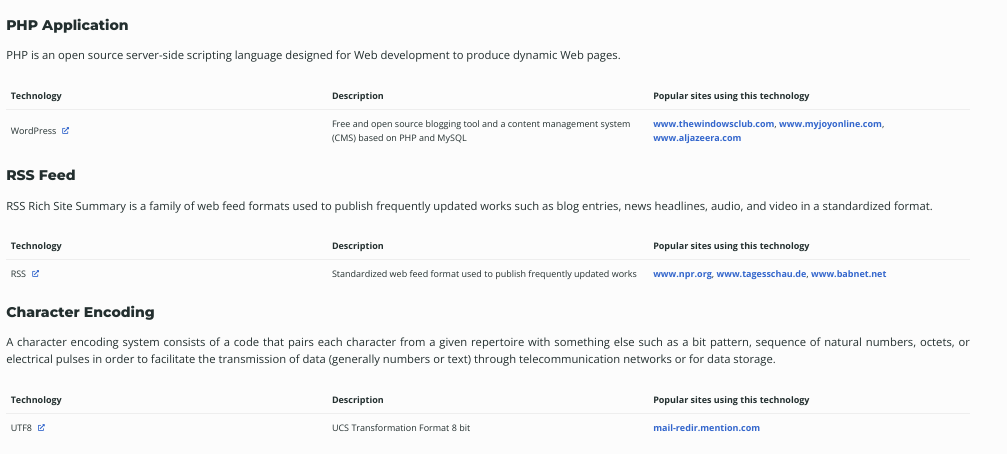 PHP Application
PHP is an open source server-side scripting language designed for Web development to produce dynamic Web pages.
Technology Description Popular sites using this technology
WordPress Free and open source blogging tool and a content management system (CMS) based on PHP and MySQL www.thewindowsclub.com, www.myjoyonline.com, www.aljazeera.com
RSS Feed
RSS Rich Site Summary is a family of web feed formats used to publish frequently updated works such as blog entries, news headlines, audio, and video in a standardized format.
Technology Description Popular sites using this technology
RSS Standardized web feed format used to publish frequently updated works www.npr.org, www.tagesschau.de, www.babnet.net
Character Encoding
A character encoding system consists of a code that pairs each character from a given repertoire with something else such as a bit pattern, sequence of natural numbers, octets, or
electrical pulses in order to facilitate the transmission of data (generally numbers or text) through telecommunication networks or for data storage.
Technology Description Popular sites using this technology
UTF8 UCS Transformation Format 8 bit mail-redir.mention.com